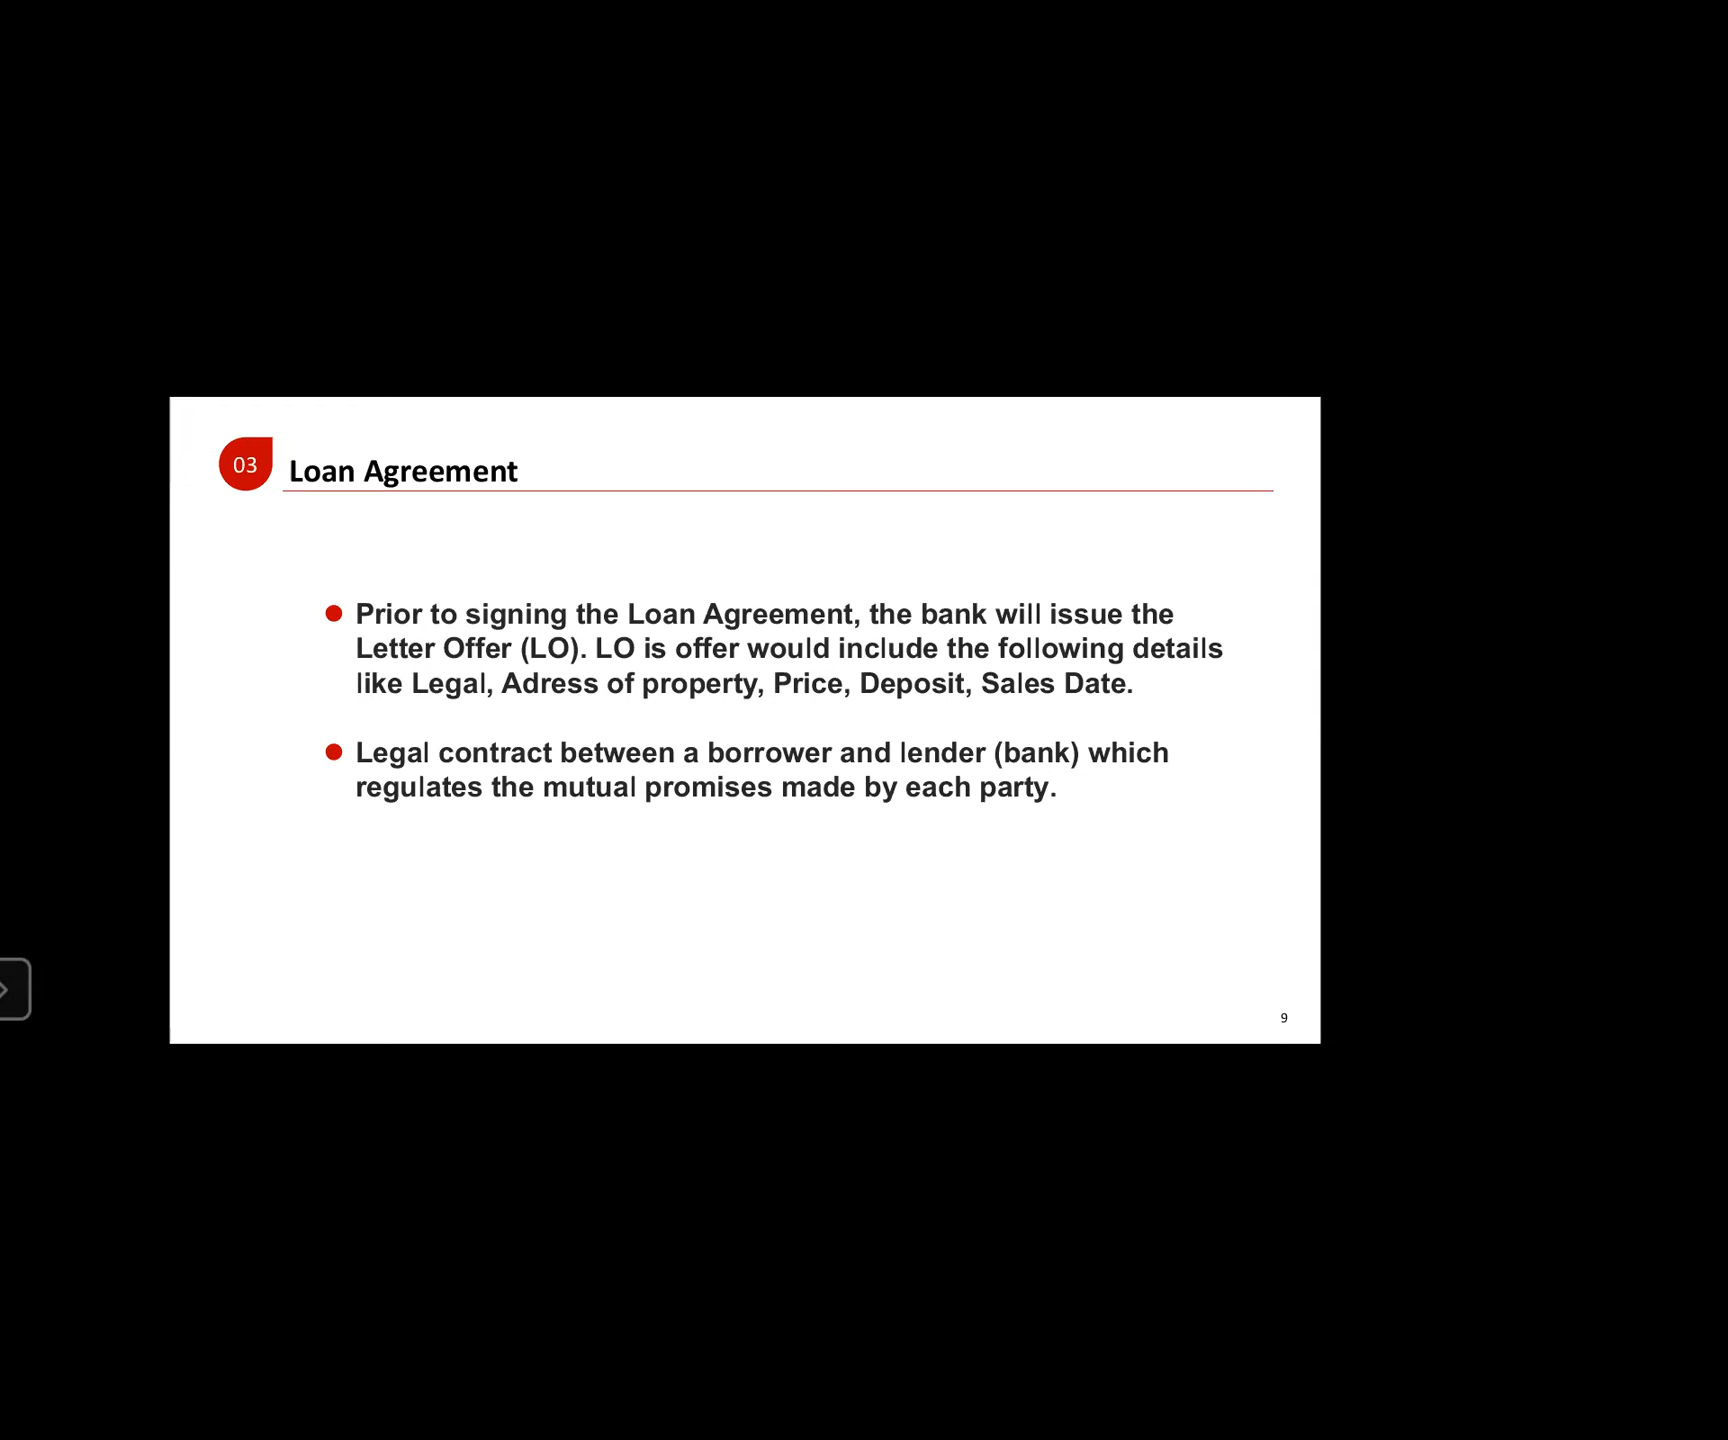 03
Loan Agreement
Prior to signing the Loan Agreement, the bank will issue the
Letter Offer (LO). LO is offer would include the following details
like Legal, Adress of property, Price, Deposit, Sales Date.
Legal contract between a borrower and lender (bank) which
regulates the mutual promises made by each party.
9